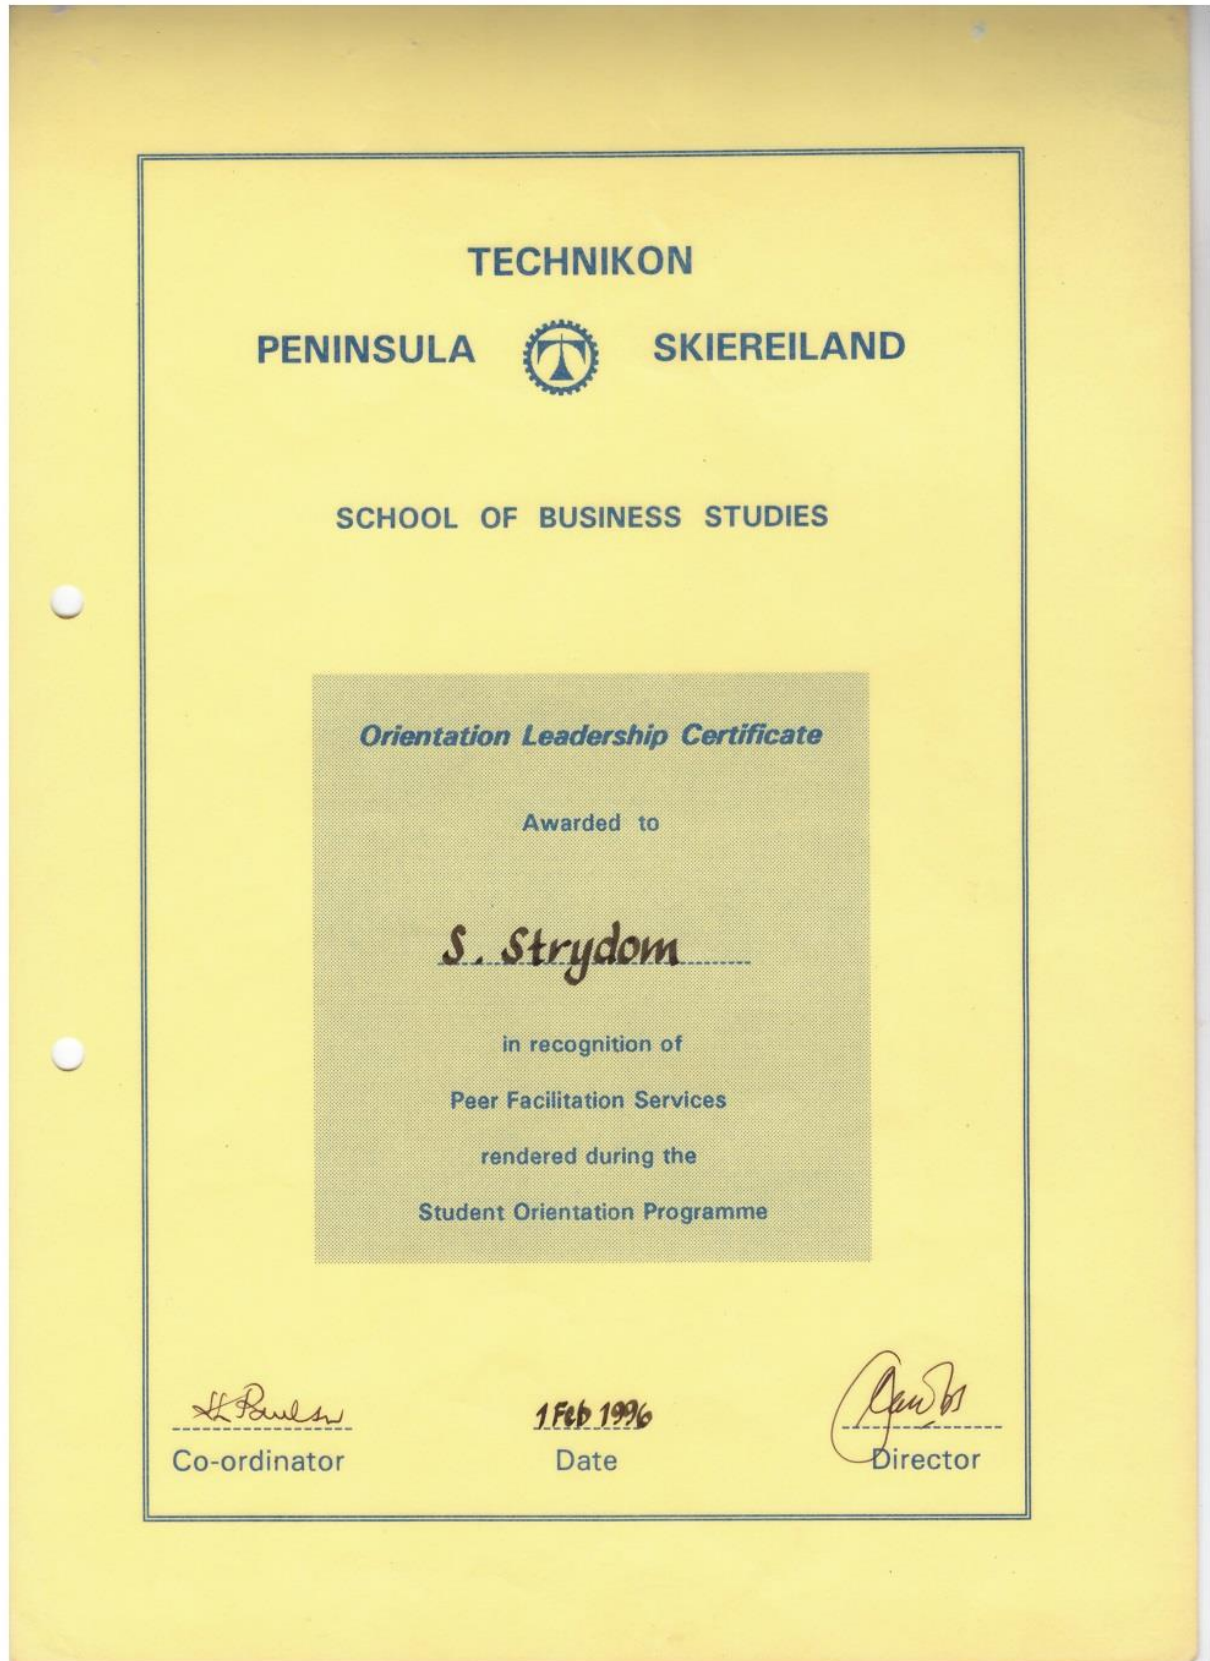 TECHNIKON
PENINSULA SKIEREILAND
SCHOOL OF BUSINESS STUDIES
Orientation Leadership Certificate
Awarded to
S. Strydom
in recognition of
Peer Facilitation Services
rendered during the
Student Orientation Programme
1 Feb 1996
Co-ordinator Date Director